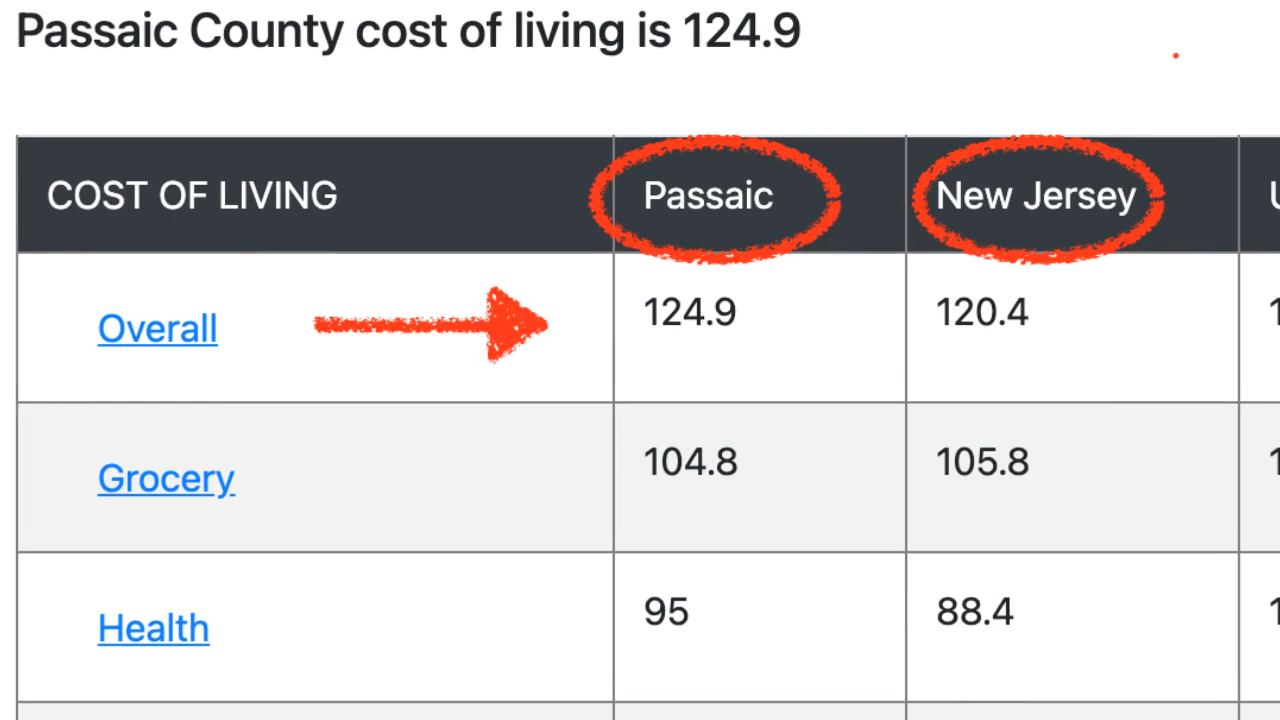 Passaic County cost of living is 124.9
COST OF LIVING Passaic New Jersey
Overall 124.9 120.4
Grocery 104.8 105.8
Health 95 88.4